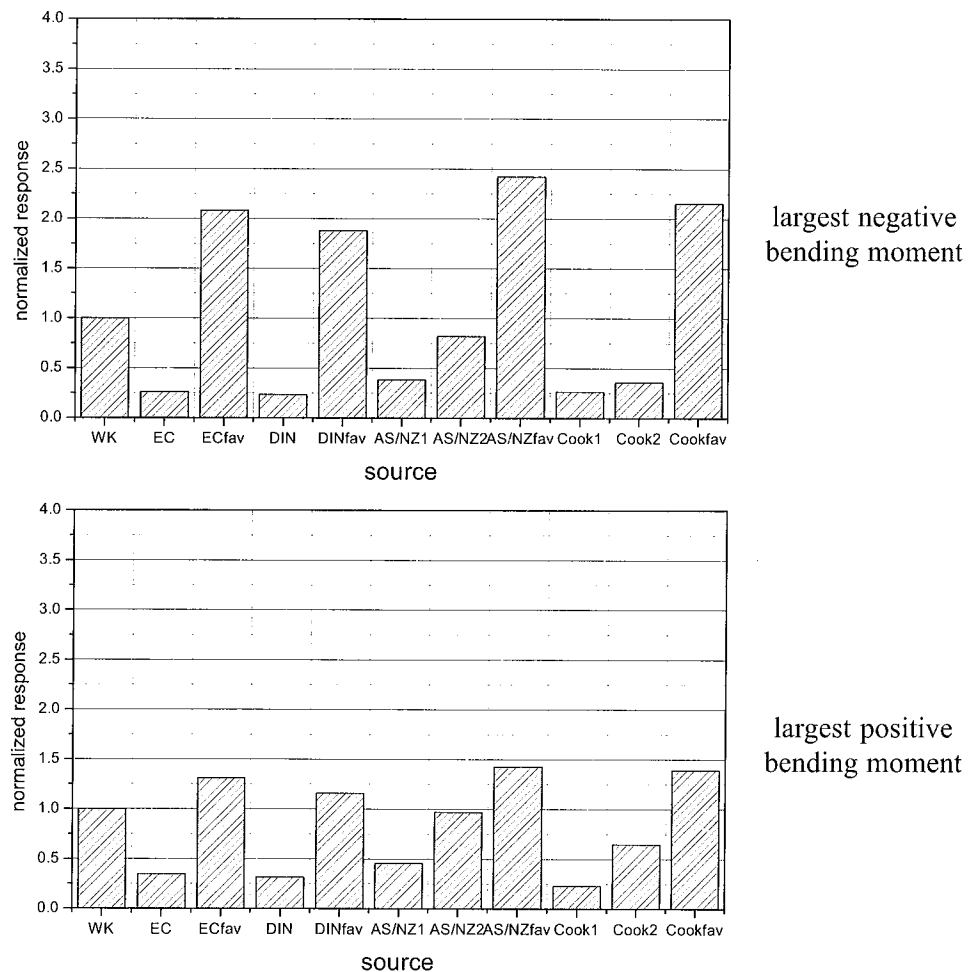 4.0
3.5
3.0
2.5
2.0
1.5
1.0
0.5
0.0
normalized response
WK EC ECfav DIN DINfav AS/NZ1 AS/NZ2 AS/NZfav Cook1 Cook2 Cookfav
source
largest negative
bending moment
4.0
3.5
3.0
2.5
2.0
1.5
1.0
0.5
0.0
normalized response
WK EC ECfav DIN DINfav AS/NZ1 AS/NZ2 AS/NZfav Cook1 Cook2 Cookfav
source
largest positive
bending moment